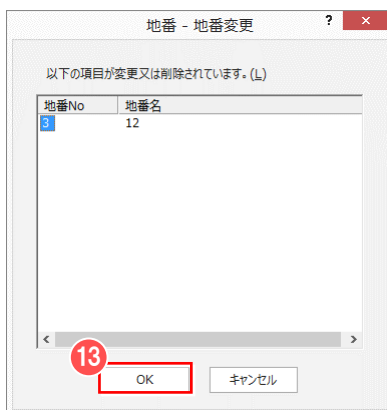 地番 - 地番変更 ? ×
以下の項目が変更又は削除されています。(L)
地番No 地番名
3 12
< >
13
OK キャンセル